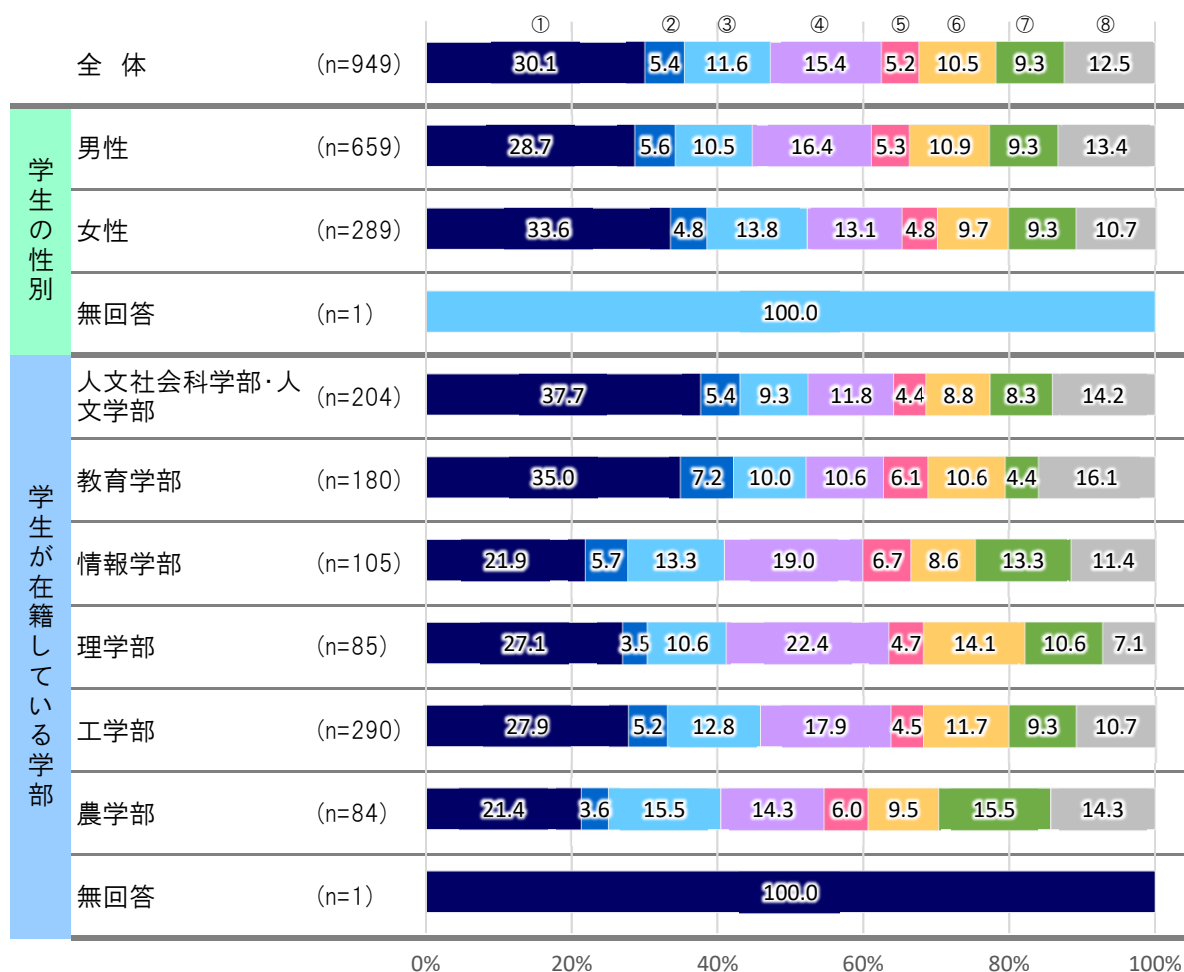 ① ② ③ ④ ⑤ ⑥ ⑦ ⑧
全 体 (n=949) 30.1 5.4 11.6 15.4 5.2 10.5 9.3 12.5
学生の性別
男性 (n=659) 28.7 5.6 10.5 16.4 5.3 10.9 9.3 13.4
女性 (n=289) 33.6 4.8 13.8 13.1 4.8 9.7 9.3 10.7
無回答 (n=1) 100.0
学生が在籍している学部
人文社会科学部・人
文学部 (n=204) 37.7 5.4 9.3 11.8 4.4 8.8 8.3 14.2
教育学部 (n=180) 35.0 7.2 10.0 10.6 6.1 10.6 4.4 16.1
情報学部 (n=105) 21.9 5.7 13.3 19.0 6.7 8.6 13.3 11.4
理学部 (n=85) 27.1 3.5 10.6 22.4 4.7 14.1 10.6 7.1
工学部 (n=290) 27.9 5.2 12.8 17.9 4.5 11.7 9.3 10.7
農学部 (n=84) 21.4 3.6 15.5 14.3 6.0 9.5 15.5 14.3
無回答 (n=1) 100.0
0% 20% 40% 60% 80% 100%